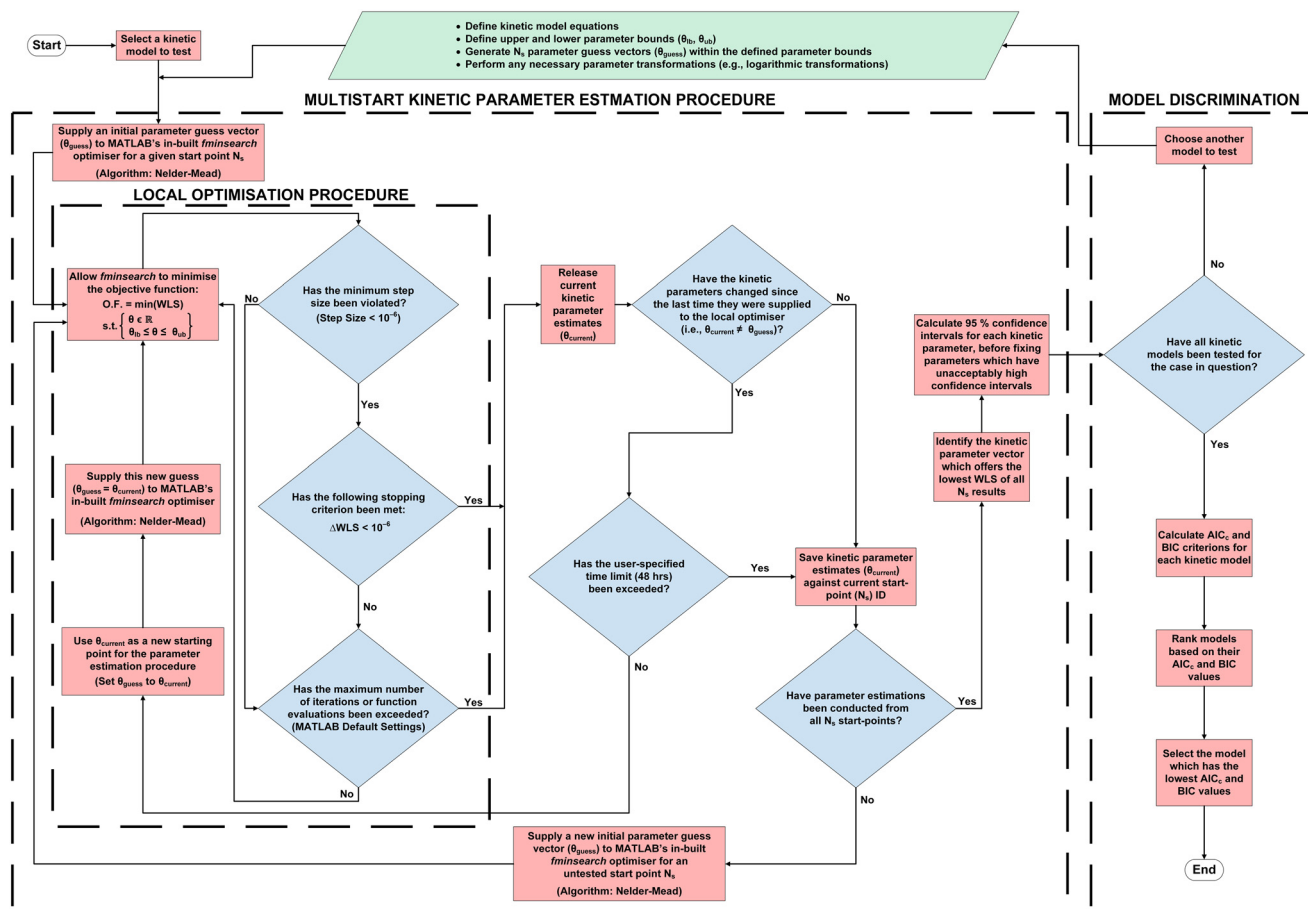 Start
Select a kinetic
model to test
• Define kinetic model equations
• Define upper and lower parameter bounds (θlb, θub)
• Generate Ns parameter guess vectors (θguess) within the defined parameter bounds
• Perform any necessary parameter transformations (e.g., logarithmic transformations)
MULTISTART KINETIC PARAMETER ESTMATION PROCEDURE
MODEL DISCRIMINATION
Supply an initial parameter guess vector
(θguess) to MATLAB's in-built fminsearch
optimiser for a given start point Ns
(Algorithm: Nelder-Mead)
LOCAL OPTIMISATION PROCEDURE
Allow fminsearch to minimise
the objective function:
O.F. = min(WLS)
s.t. { θ ϵ ℝ
θlb ≤ θ ≤ θub }
No
Has the minimum step
size been violated?
(Step Size < 10⁻⁶)
Yes
Supply this new guess
(θguess = θcurrent) to MATLAB's
in-built fminsearch optimiser
(Algorithm: Nelder-Mead)
Has the following stopping
criterion been met:
ΔWLS < 10⁻⁶
Yes
No
Use θcurrent as a new starting
point for the parameter
estimation procedure
(Set θguess to θcurrent)
Has the maximum number
of iterations or function
evaluations been exceeded?
(MATLAB Default Settings)
Yes
No
Release
current
kinetic
parameter
estimates
(θcurrent)
Have the kinetic
parameters changed since
the last time they were supplied
to the local optimiser
(i.e., θcurrent ≠ θguess)?
No
Yes
Has the user-specified
time limit (48 hrs)
been exceeded?
Yes
No
Save kinetic parameter
estimates (θcurrent)
against current start-
point (Ns) ID
Have parameter estimations
been conducted from
all Ns start-points?
Yes
No
Supply a new initial parameter guess
vector (θguess) to MATLAB's in-built
fminsearch optimiser for an
untested start point Ns
(Algorithm: Nelder-Mead)
Identify the kinetic
parameter vector
which offers the
lowest WLS of all
Ns results
Calculate 95 % confidence
intervals for each kinetic
parameter, before fixing
parameters which have
unacceptably high
confidence intervals
Choose another
model to test
No
Have all kinetic
models been tested for
the case in question?
Yes
Calculate AICc and
BIC criterions for
each kinetic model
Rank models
based on their
AICc and BIC
values
Select the model
which has the
lowest AICc and
BIC values
End